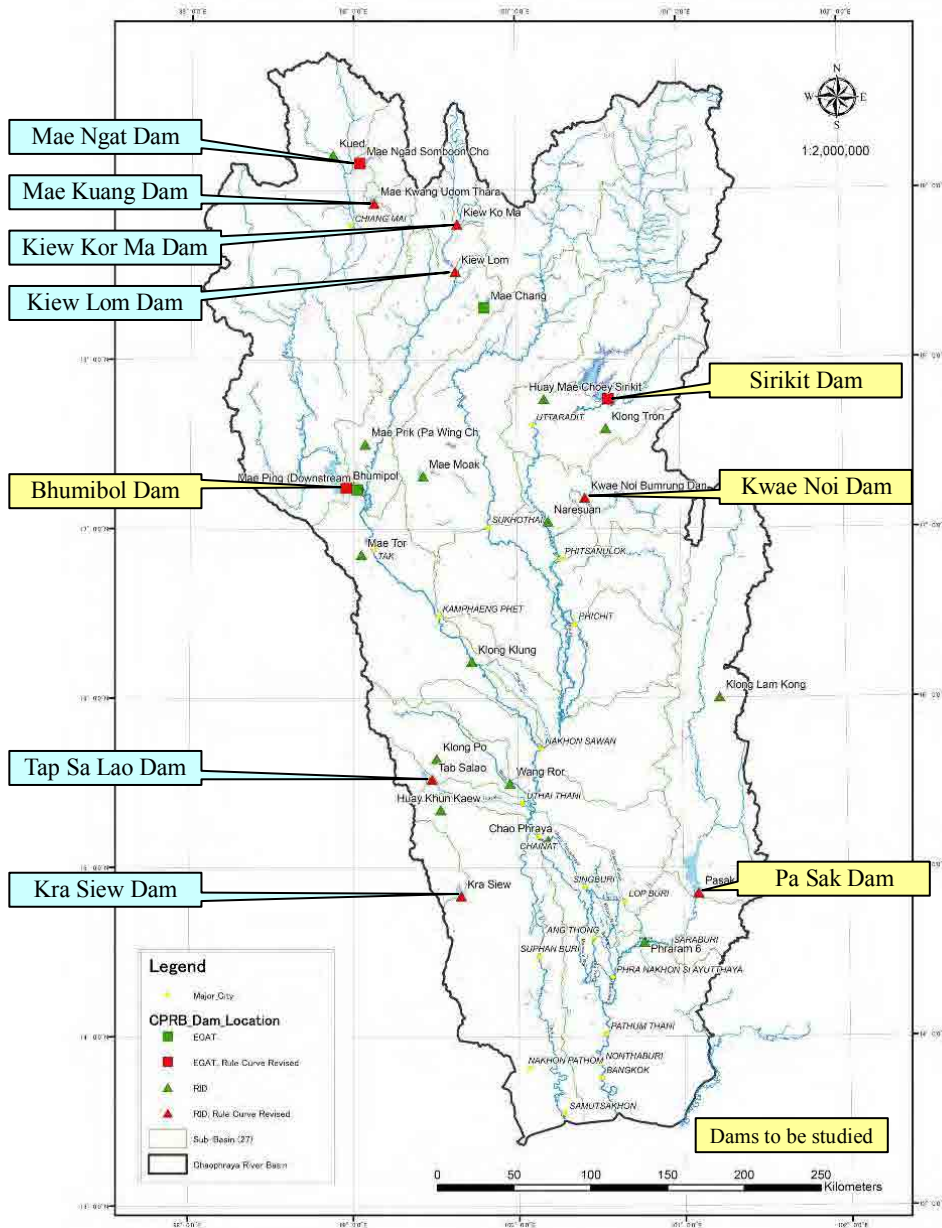 N
W E
S
1:2,000,000
Mae Ngat Dam
Mae Kuang Dam
Kiew Kor Ma Dam
Kiew Lom Dam
Kued
Mae Ngad Somboon Cho
Mae Kwang Udom Thara
CHIANG MAI
Kiew Ko Ma
Kiew Lom
Mae Chang
Sirikit Dam
Huay Mae Choey Sirikit
UTTARADIT
Klong Tron
Mae Prik (Pa Wing Ch
Mae Moak
Bhumibol Dam
Mae Ping (Downstream Bhumipol
Kwae Noi Dam
Kwae Noi Bumrung Dan
Naresuan
SUKHOTHAI
PHITSANULOK
Mae Tor
TAK
KAMPHAENG PHET
PHICHIT
Klong Klung
Klong Lam Kong
NAKHON SAWAN
Tap Sa Lao Dam
Klong Po
Tab Salao
Wang Ror
Huay Khun Kaew
UTHAI THANI
Chao Phraya
CHAINAT
Kra Siew Dam
Kra Siew
SINGBURI
LOP BURI
Pasak
Pa Sak Dam
ANG THONG
SUPHAN BURI
SARABURI
Phraram 6
PHRA NAKHON SI AYUTTHAYA
PATHUM THANI
NAKHON PATHOM
NONTHABURI
BANGKOK
SAMUTSAKHON
Legend
Major_City
CPRB_Dam_Location
EGAT
EGAT, Rule Curve Revised
RID
RID, Rule Curve Revised
Sub-Basin (27)
Chaophraya River Basin
Dams to be studied
0 50 100 150 200 250
Kilometers